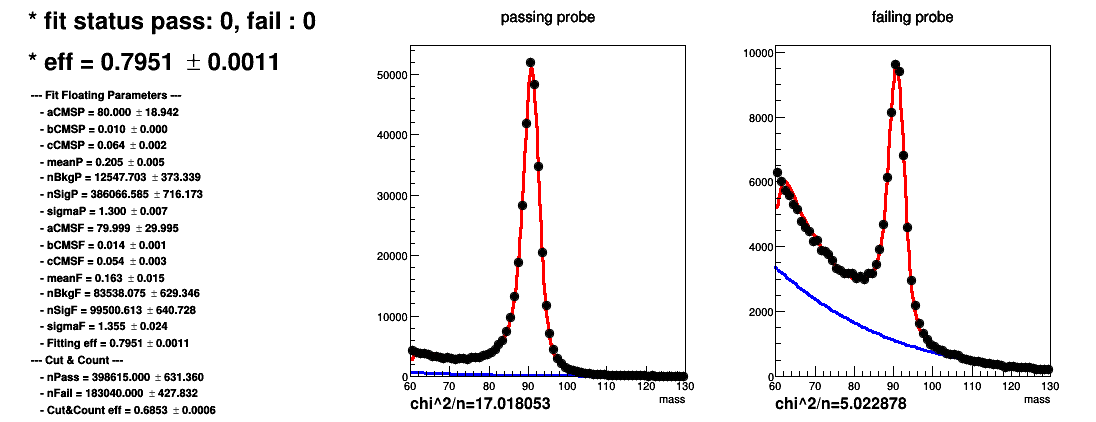 * fit status pass: 0, fail : 0
* eff = 0.7951 ± 0.0011
--- Fit Floating Parameters ---
- aCMSP = 80.000 ± 18.942
- bCMSP = 0.010 ± 0.000
- cCMSP = 0.064 ± 0.002
- meanP = 0.205 ± 0.005
- nBkgP = 12547.703 ± 373.339
- nSigP = 386066.585 ± 716.173
- sigmaP = 1.300 ± 0.007
- aCMSF = 79.999 ± 29.995
- bCMSF = 0.014 ± 0.001
- cCMSF = 0.054 ± 0.003
- meanF = 0.163 ± 0.015
- nBkgF = 83538.075 ± 629.346
- nSigF = 99500.613 ± 640.728
- sigmaF = 1.355 ± 0.024
- Fitting eff = 0.7951 ± 0.0011
--- Cut & Count ---
- nPass = 398615.000 ± 631.360
- nFail = 183040.000 ± 427.832
- Cut&Count eff = 0.6853 ± 0.0006
passing probe
50000
40000
30000
20000
10000
0
60 70 80 90 100 110 120 130
mass
chi^2/n=17.018053
failing probe
10000
8000
6000
4000
2000
0
60 70 80 90 100 110 120 130
mass
chi^2/n=5.022878